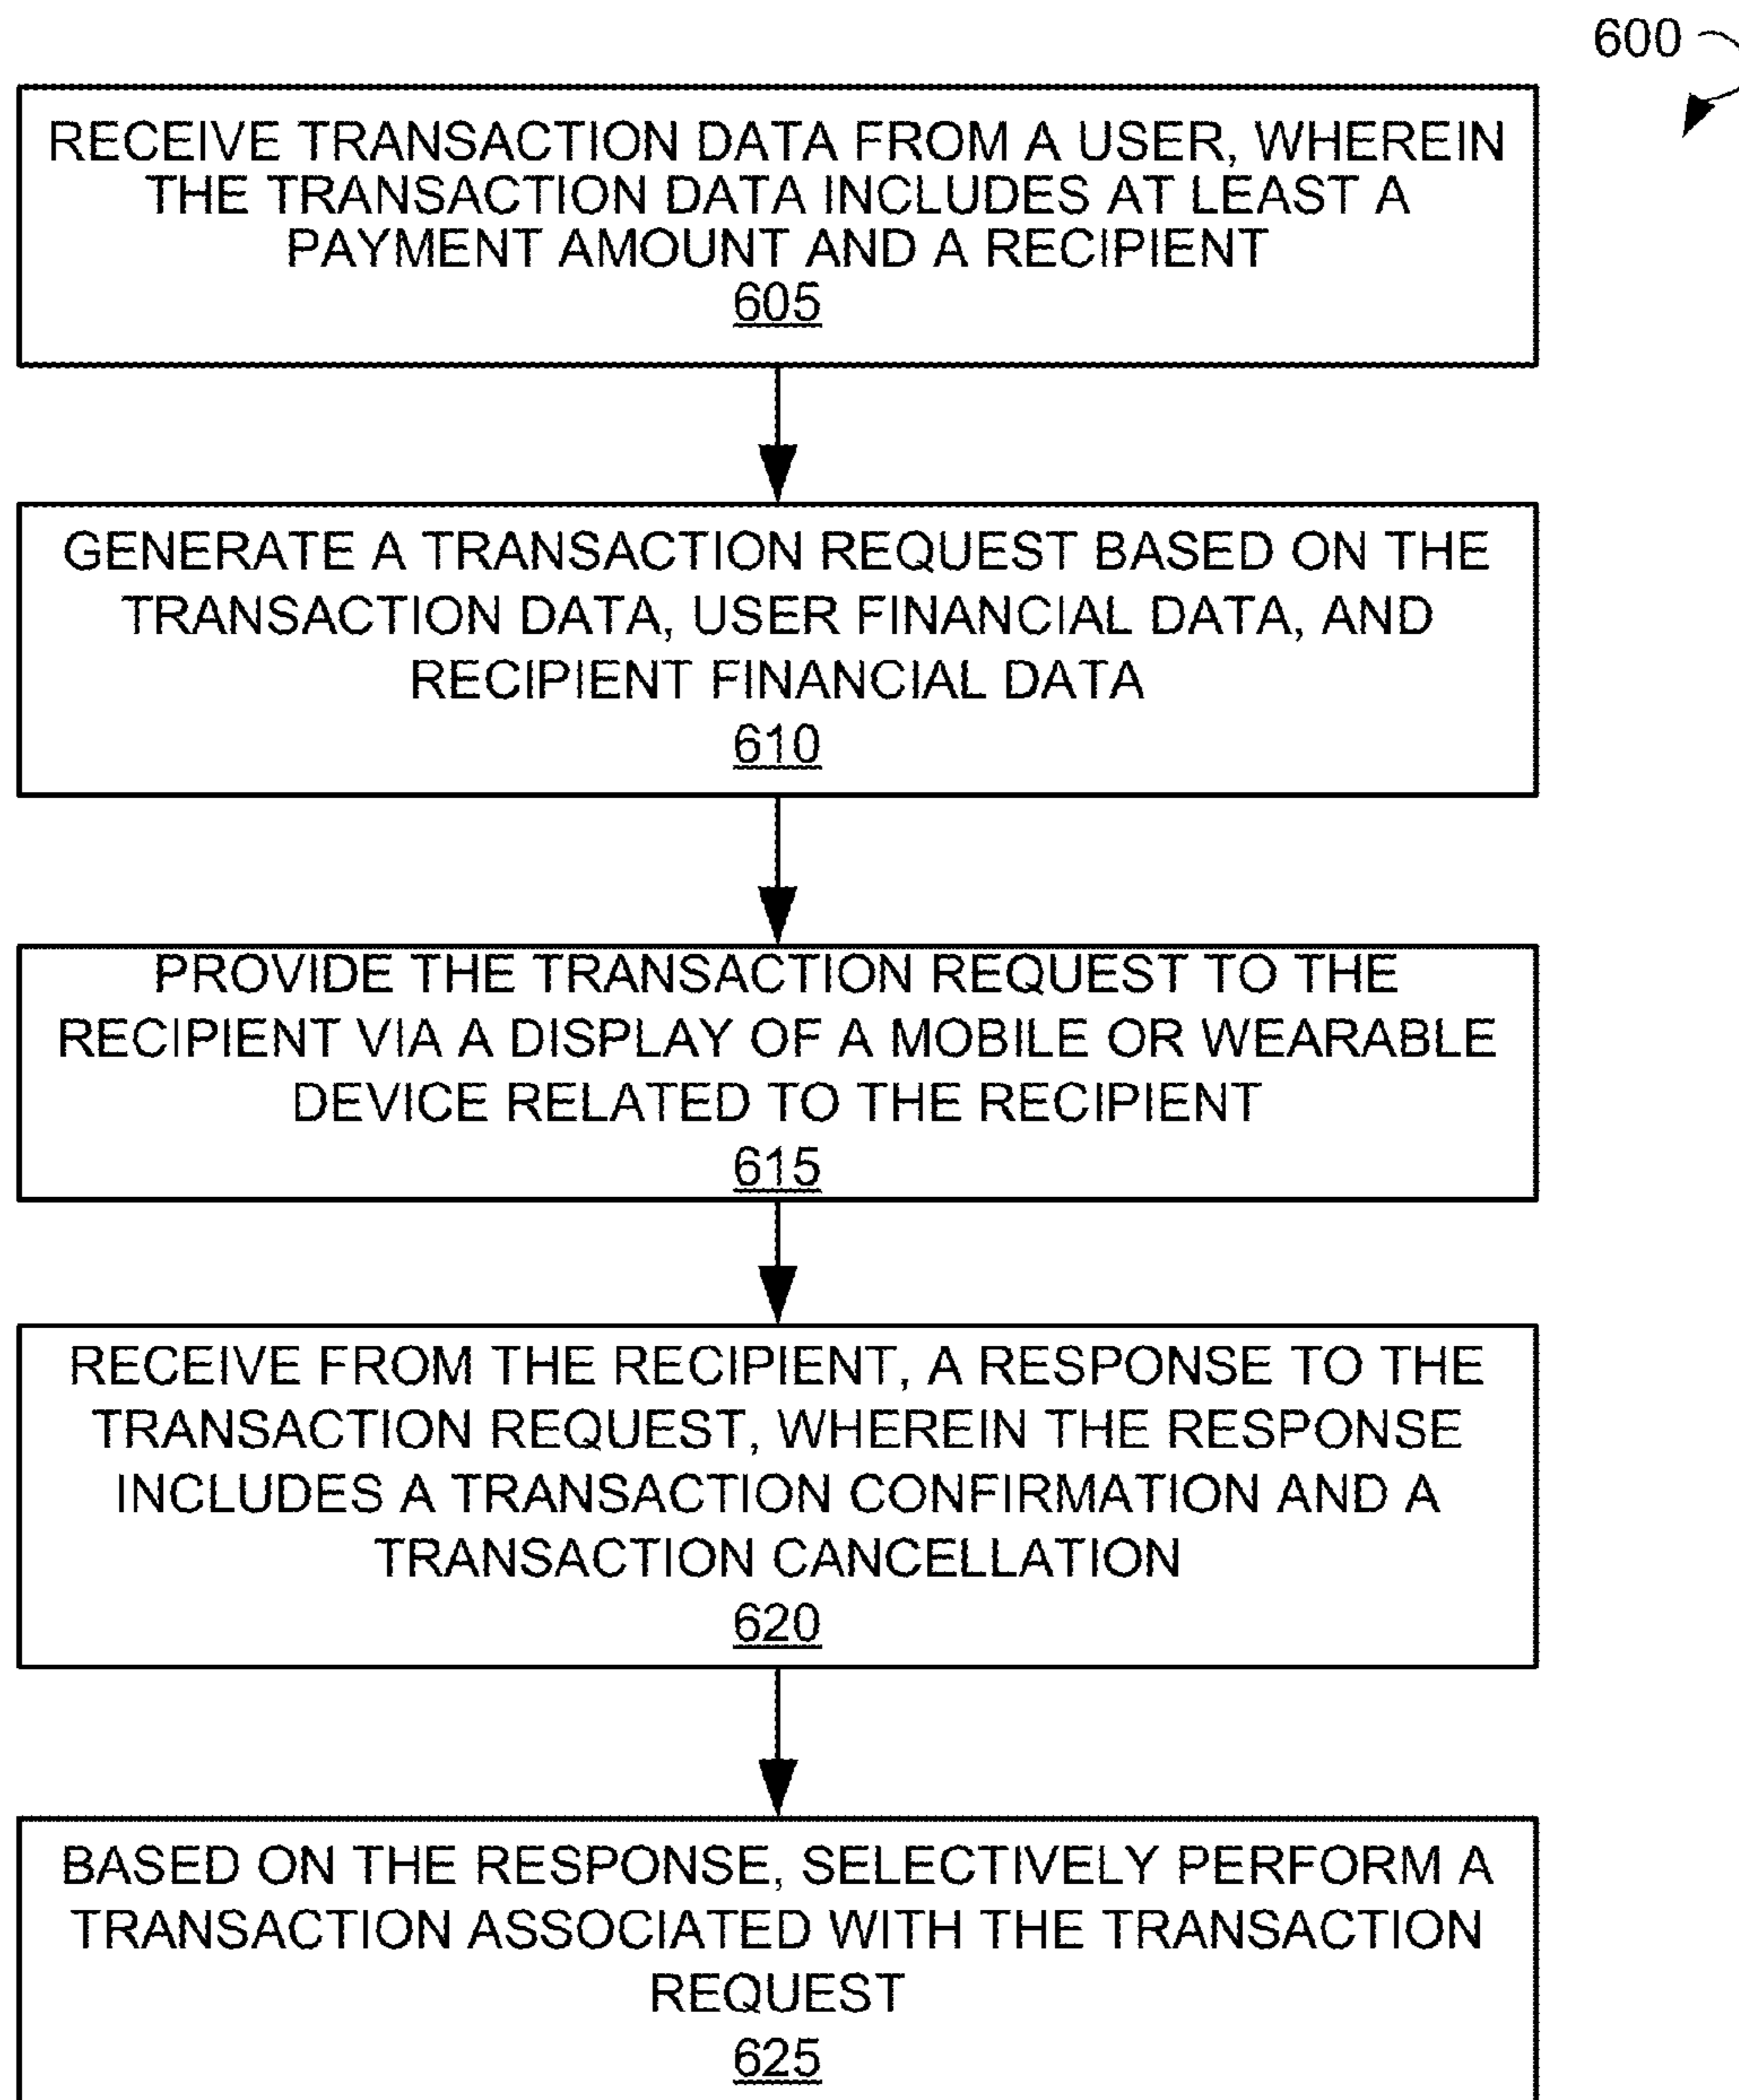 600
RECEIVE TRANSACTION DATA FROM A USER, WHEREIN
THE TRANSACTION DATA INCLUDES AT LEAST A
PAYMENT AMOUNT AND A RECIPIENT
605
GENERATE A TRANSACTION REQUEST BASED ON THE
TRANSACTION DATA, USER FINANCIAL DATA, AND
RECIPIENT FINANCIAL DATA
610
PROVIDE THE TRANSACTION REQUEST TO THE
RECIPIENT VIA A DISPLAY OF A MOBILE OR WEARABLE
DEVICE RELATED TO THE RECIPIENT
615
RECEIVE FROM THE RECIPIENT, A RESPONSE TO THE
TRANSACTION REQUEST, WHEREIN THE RESPONSE
INCLUDES A TRANSACTION CONFIRMATION AND A
TRANSACTION CANCELLATION
620
BASED ON THE RESPONSE, SELECTIVELY PERFORM A
TRANSACTION ASSOCIATED WITH THE TRANSACTION
REQUEST
625